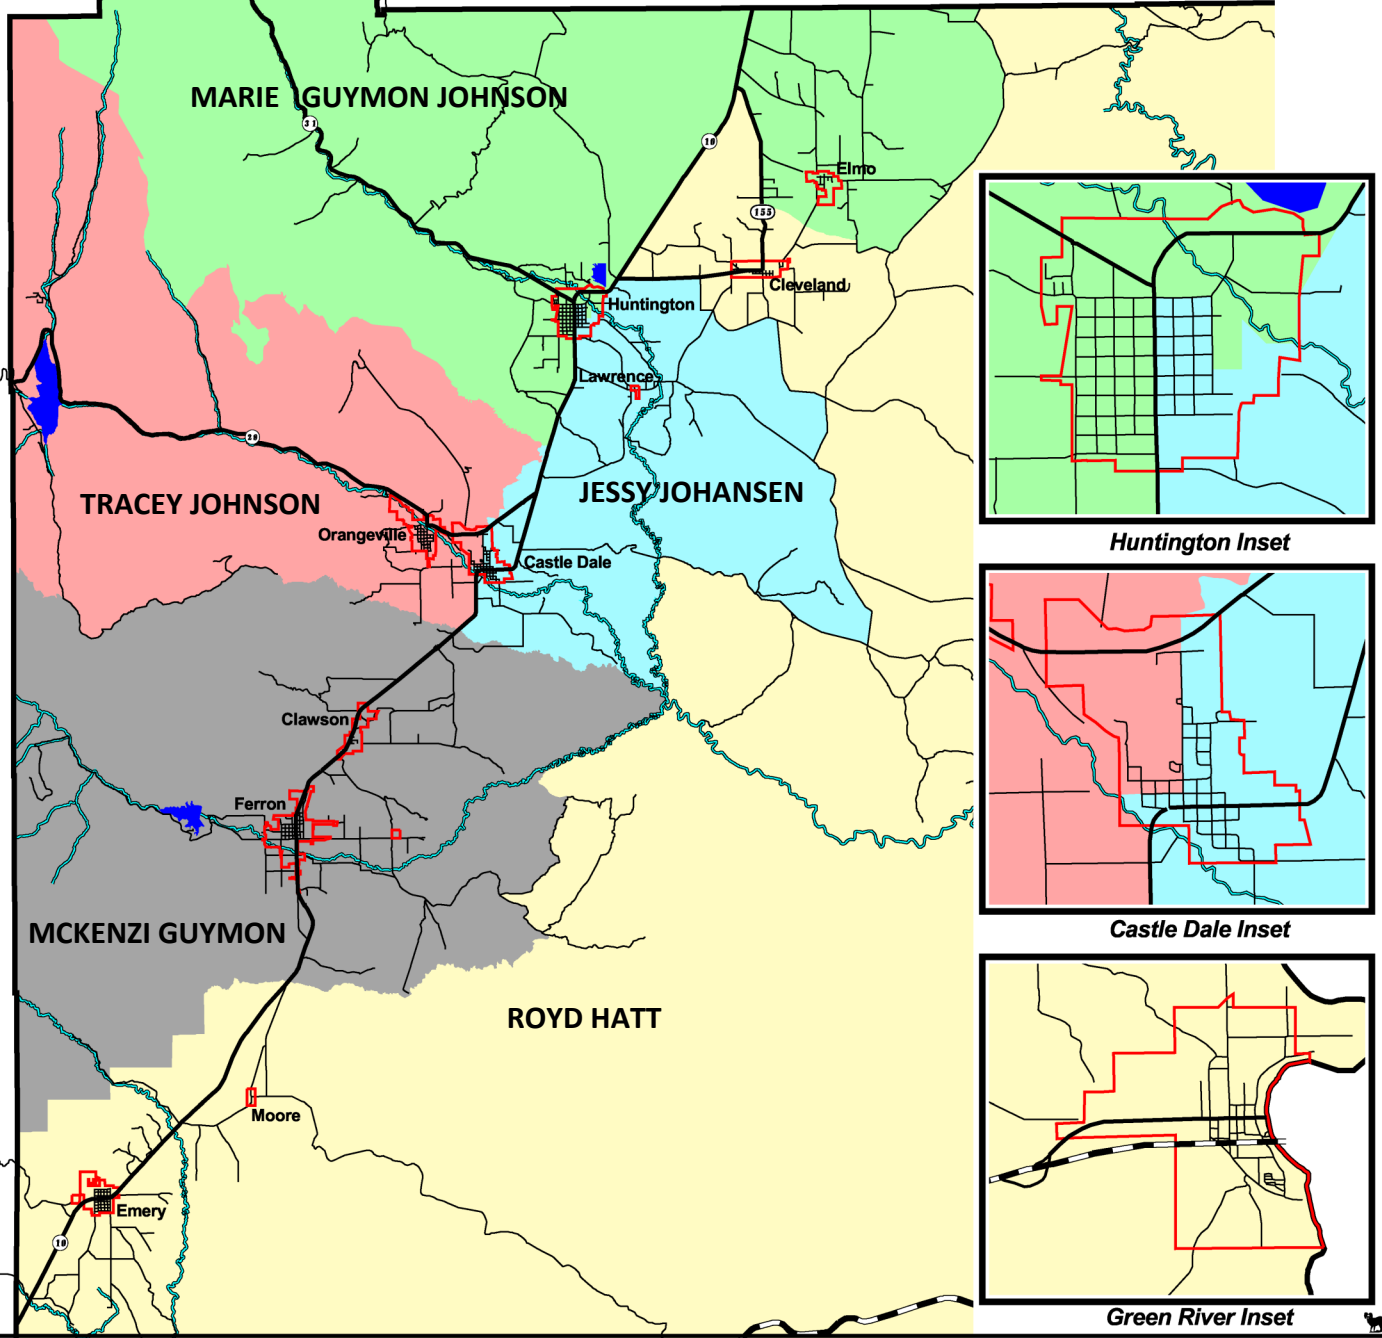 MARIE GUYMON JOHNSON
31
10
Elmo
155
Cleveland
Huntington
Lawrence
29
TRACEY JOHNSON
JESSY JOHANSEN
Orangeville
Castle Dale
Huntington Inset
Clawson
Ferron
MCKENZI GUYMON
Castle Dale Inset
ROYD HATT
Moore
Emery
10
Green River Inset